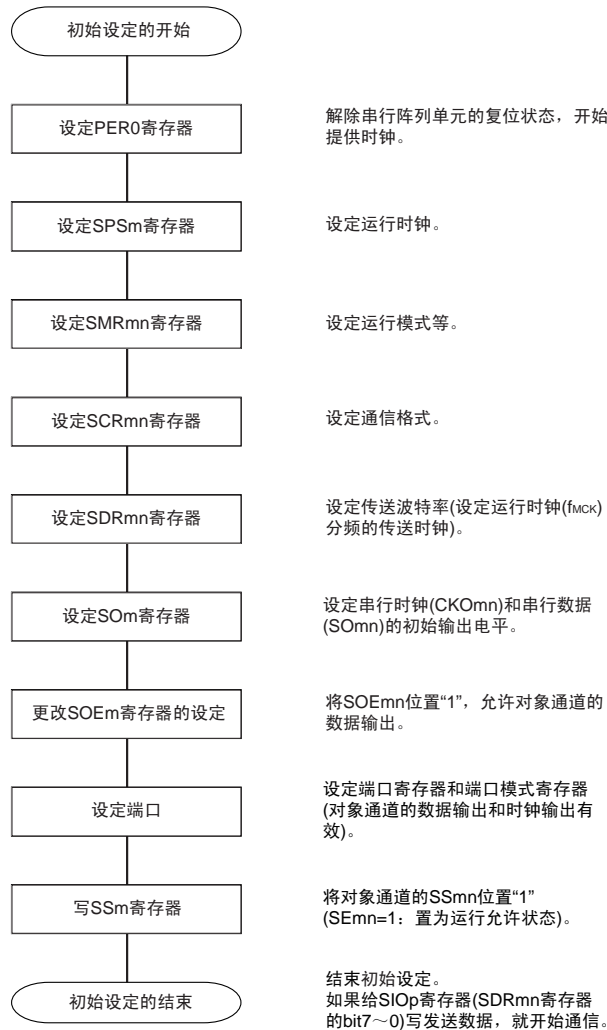 初始设定的开始
设定PER0寄存器
解除串行阵列单元的复位状态，开始
提供时钟。
设定SPSm寄存器
设定运行时钟。
设定SMRmn寄存器
设定运行模式等。
设定SCRmn寄存器
设定通信格式。
设定SDRmn寄存器
设定传送波特率(设定运行时钟(fMCK)
分频的传送时钟)。
设定SOm寄存器
设定串行时钟(CKOmn)和串行数据
(SOmn)的初始输出电平。
更改SOEm寄存器的设定
将SOEmn位置“1”，允许对象通道的
数据输出。
设定端口
设定端口寄存器和端口模式寄存器
(对象通道的数据输出和时钟输出有
效)。
写SSm寄存器
将对象通道的SSmn位置“1”
(SEmn=1：置为运行允许状态)。
初始设定的结束
结束初始设定。
如果给SIOp寄存器(SDRmn寄存器
的bit7～0)写发送数据，就开始通信。